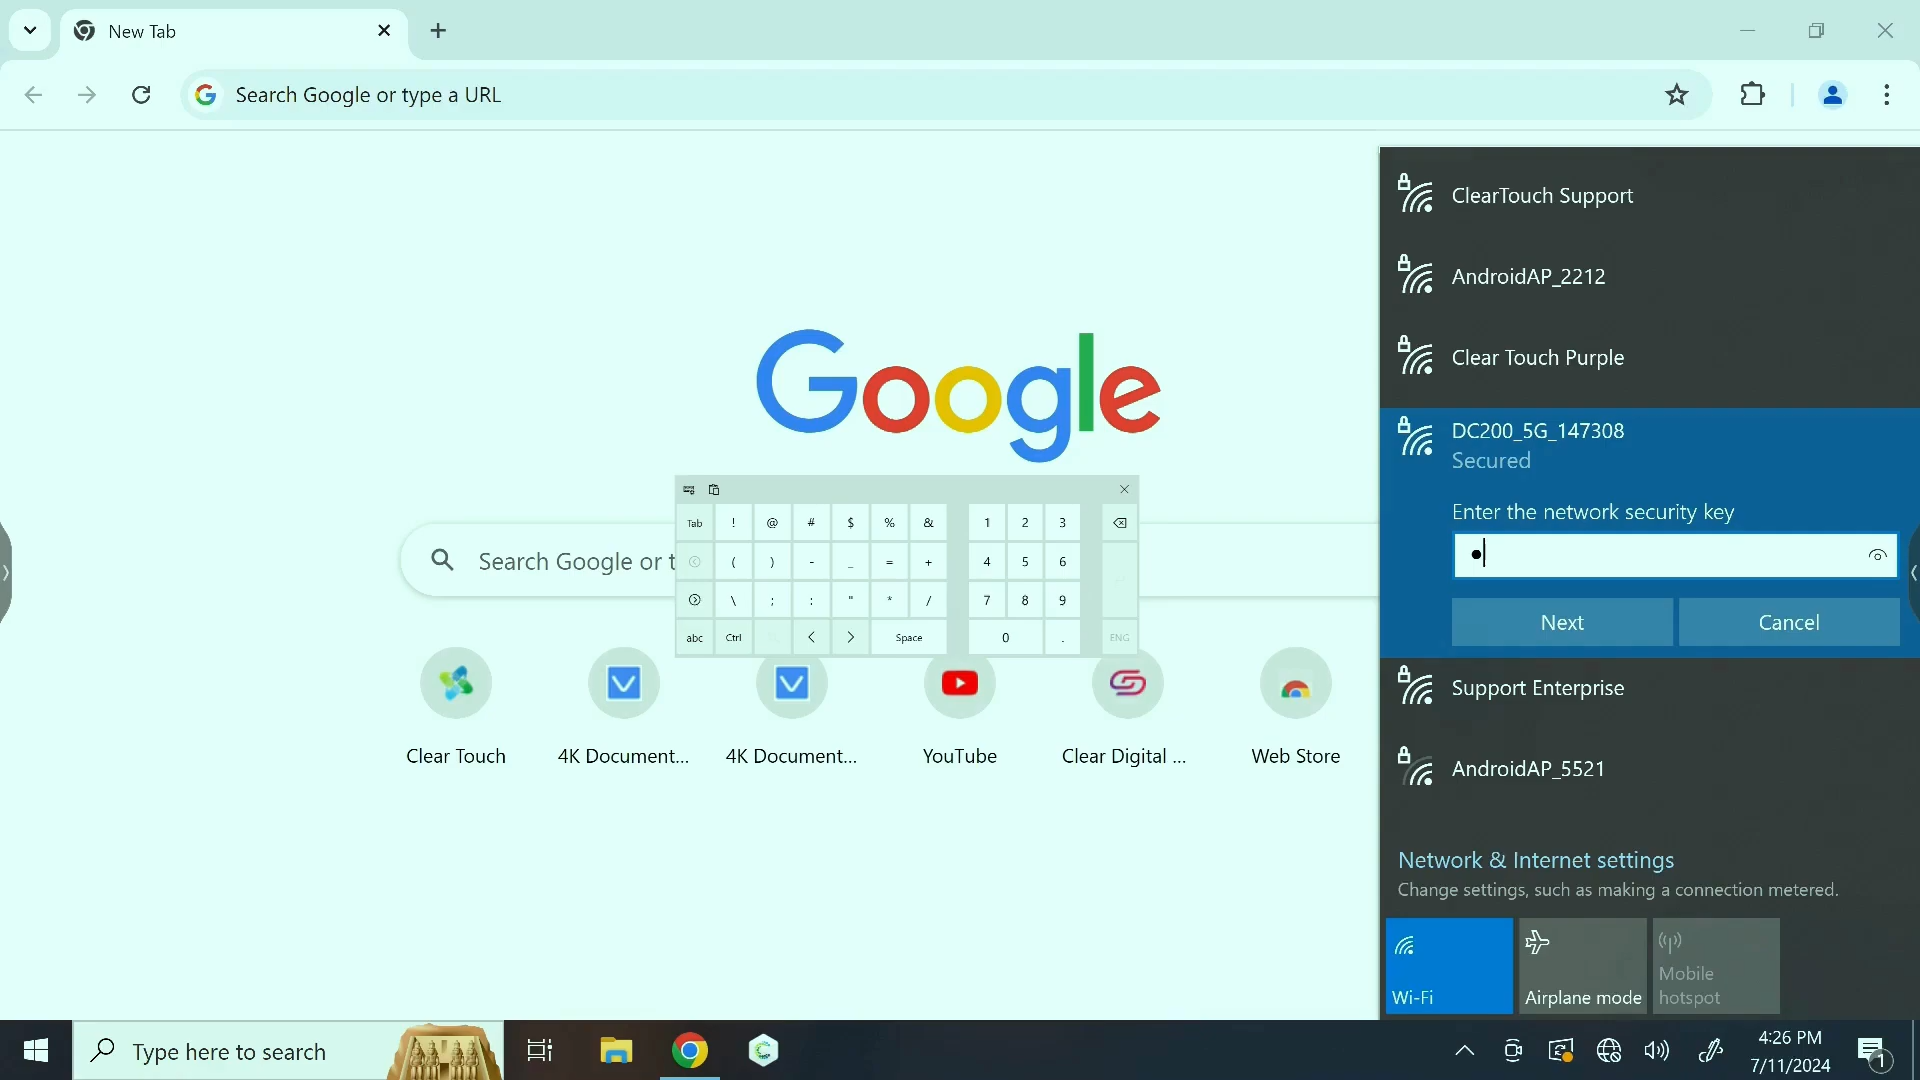 New Tab
Search Google or type a URL
ClearTouch Support
AndroidAP_2212
Clear Touch Purple
DC200_5G_147308
Secured
Enter the network security key
Next
Cancel
Google
Search Google or t
Tab ! @ # $ % & 1 2 3
( ) - _ = + 4 5 6
\ ; : " * / 7 8 9
abc Ctrl < > Space 0 . ENG
Clear Touch
4K Document...
4K Document...
YouTube
Clear Digital ...
Web Store
Support Enterprise
AndroidAP_5521
Network & Internet settings
Change settings, such as making a connection metered.
Wi-Fi
Airplane mode
Mobile
hotspot
Type here to search
4:26 PM
7/11/2024
1